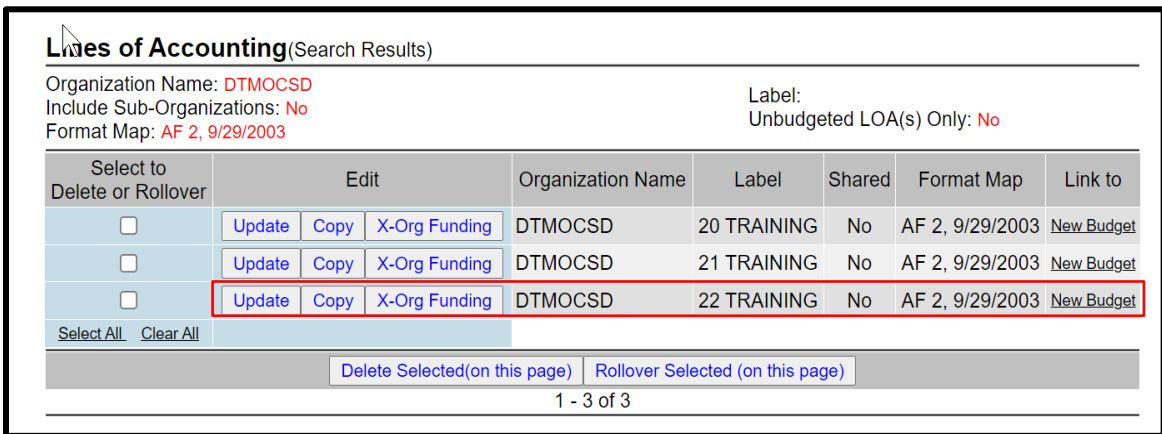 Lines of Accounting(Search Results)
Organization Name: DTMOCSD
Include Sub-Organizations: No
Format Map: AF 2, 9/29/2003
Label:
Unbudgeted LOA(s) Only: No
Select to Delete or Rollover Edit Organization Name Label Shared Format Map Link to
Update Copy X-Org Funding DTMOCSD 20 TRAINING No AF 2, 9/29/2003 New Budget
Update Copy X-Org Funding DTMOCSD 21 TRAINING No AF 2, 9/29/2003 New Budget
Update Copy X-Org Funding DTMOCSD 22 TRAINING No AF 2, 9/29/2003 New Budget
Select All Clear All
Delete Selected(on this page) Rollover Selected (on this page)
1 - 3 of 3